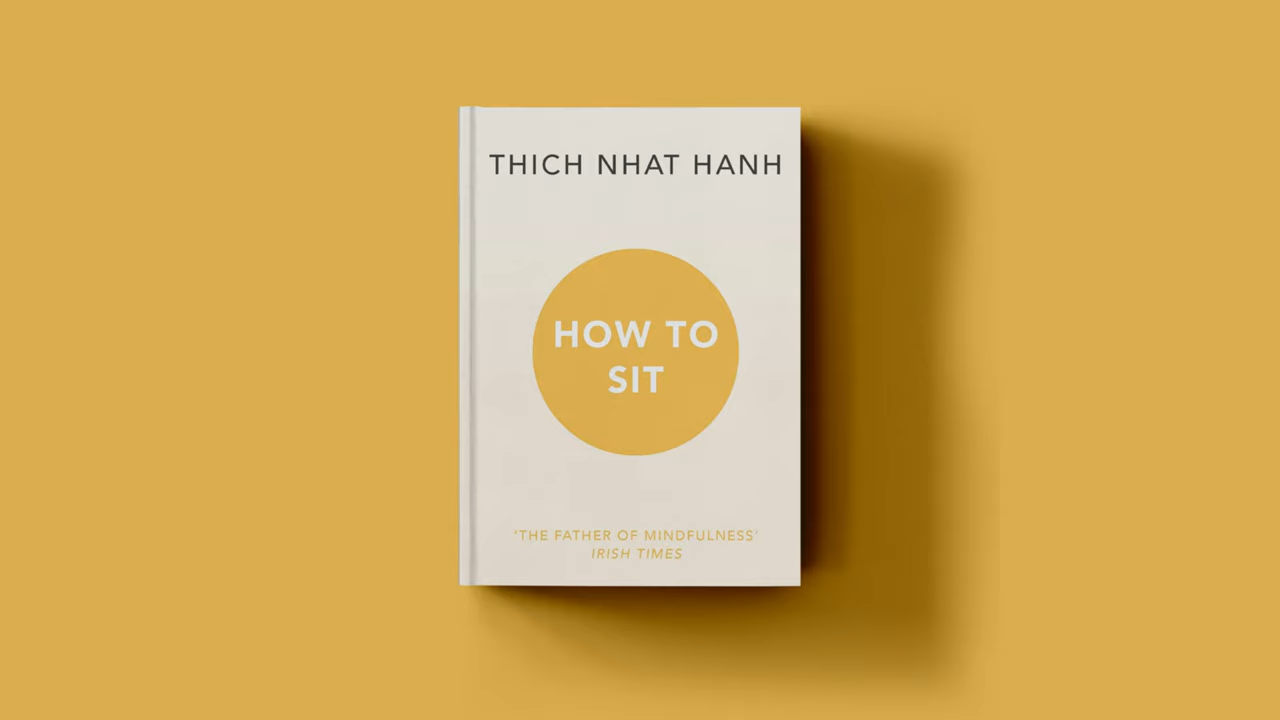 THICH NHAT HANH
HOW TO
SIT
‘THE FATHER OF MINDFULNESS’
IRISH TIMES